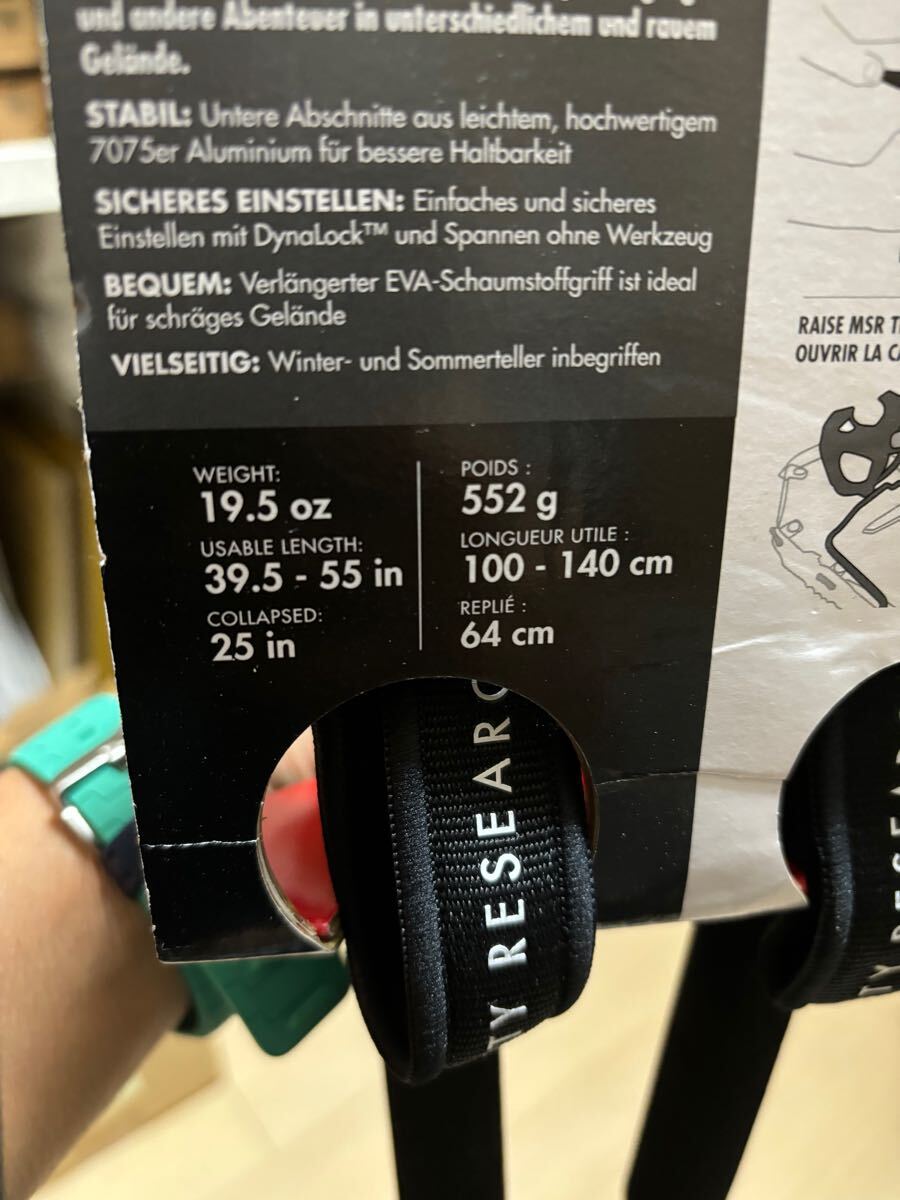 und andere Abenteuer in unterschiedlichem und rauem
Gelände.
STABIL: Untere Abschnitte aus leichtem, hochwertigem
7075er Aluminium für bessere Haltbarkeit
SICHERES EINSTELLEN: Einfaches und sicheres
Einstellen mit DynaLock™ und Spannen ohne Werkzeug
BEQUEM: Verlängerter EVA-Schaumstoffgriff ist ideal
für schräges Gelände
VIELSEITIG: Winter- und Sommerteller inbegriffen
WEIGHT:
19.5 oz
USABLE LENGTH:
39.5 - 55 in
COLLAPSED:
25 in
POIDS :
552 g
LONGUEUR UTILE :
100 - 140 cm
REPLIÉ :
64 cm
RAISE MSR
OUVRIR LA
TY RESEARC
TY RESEAR